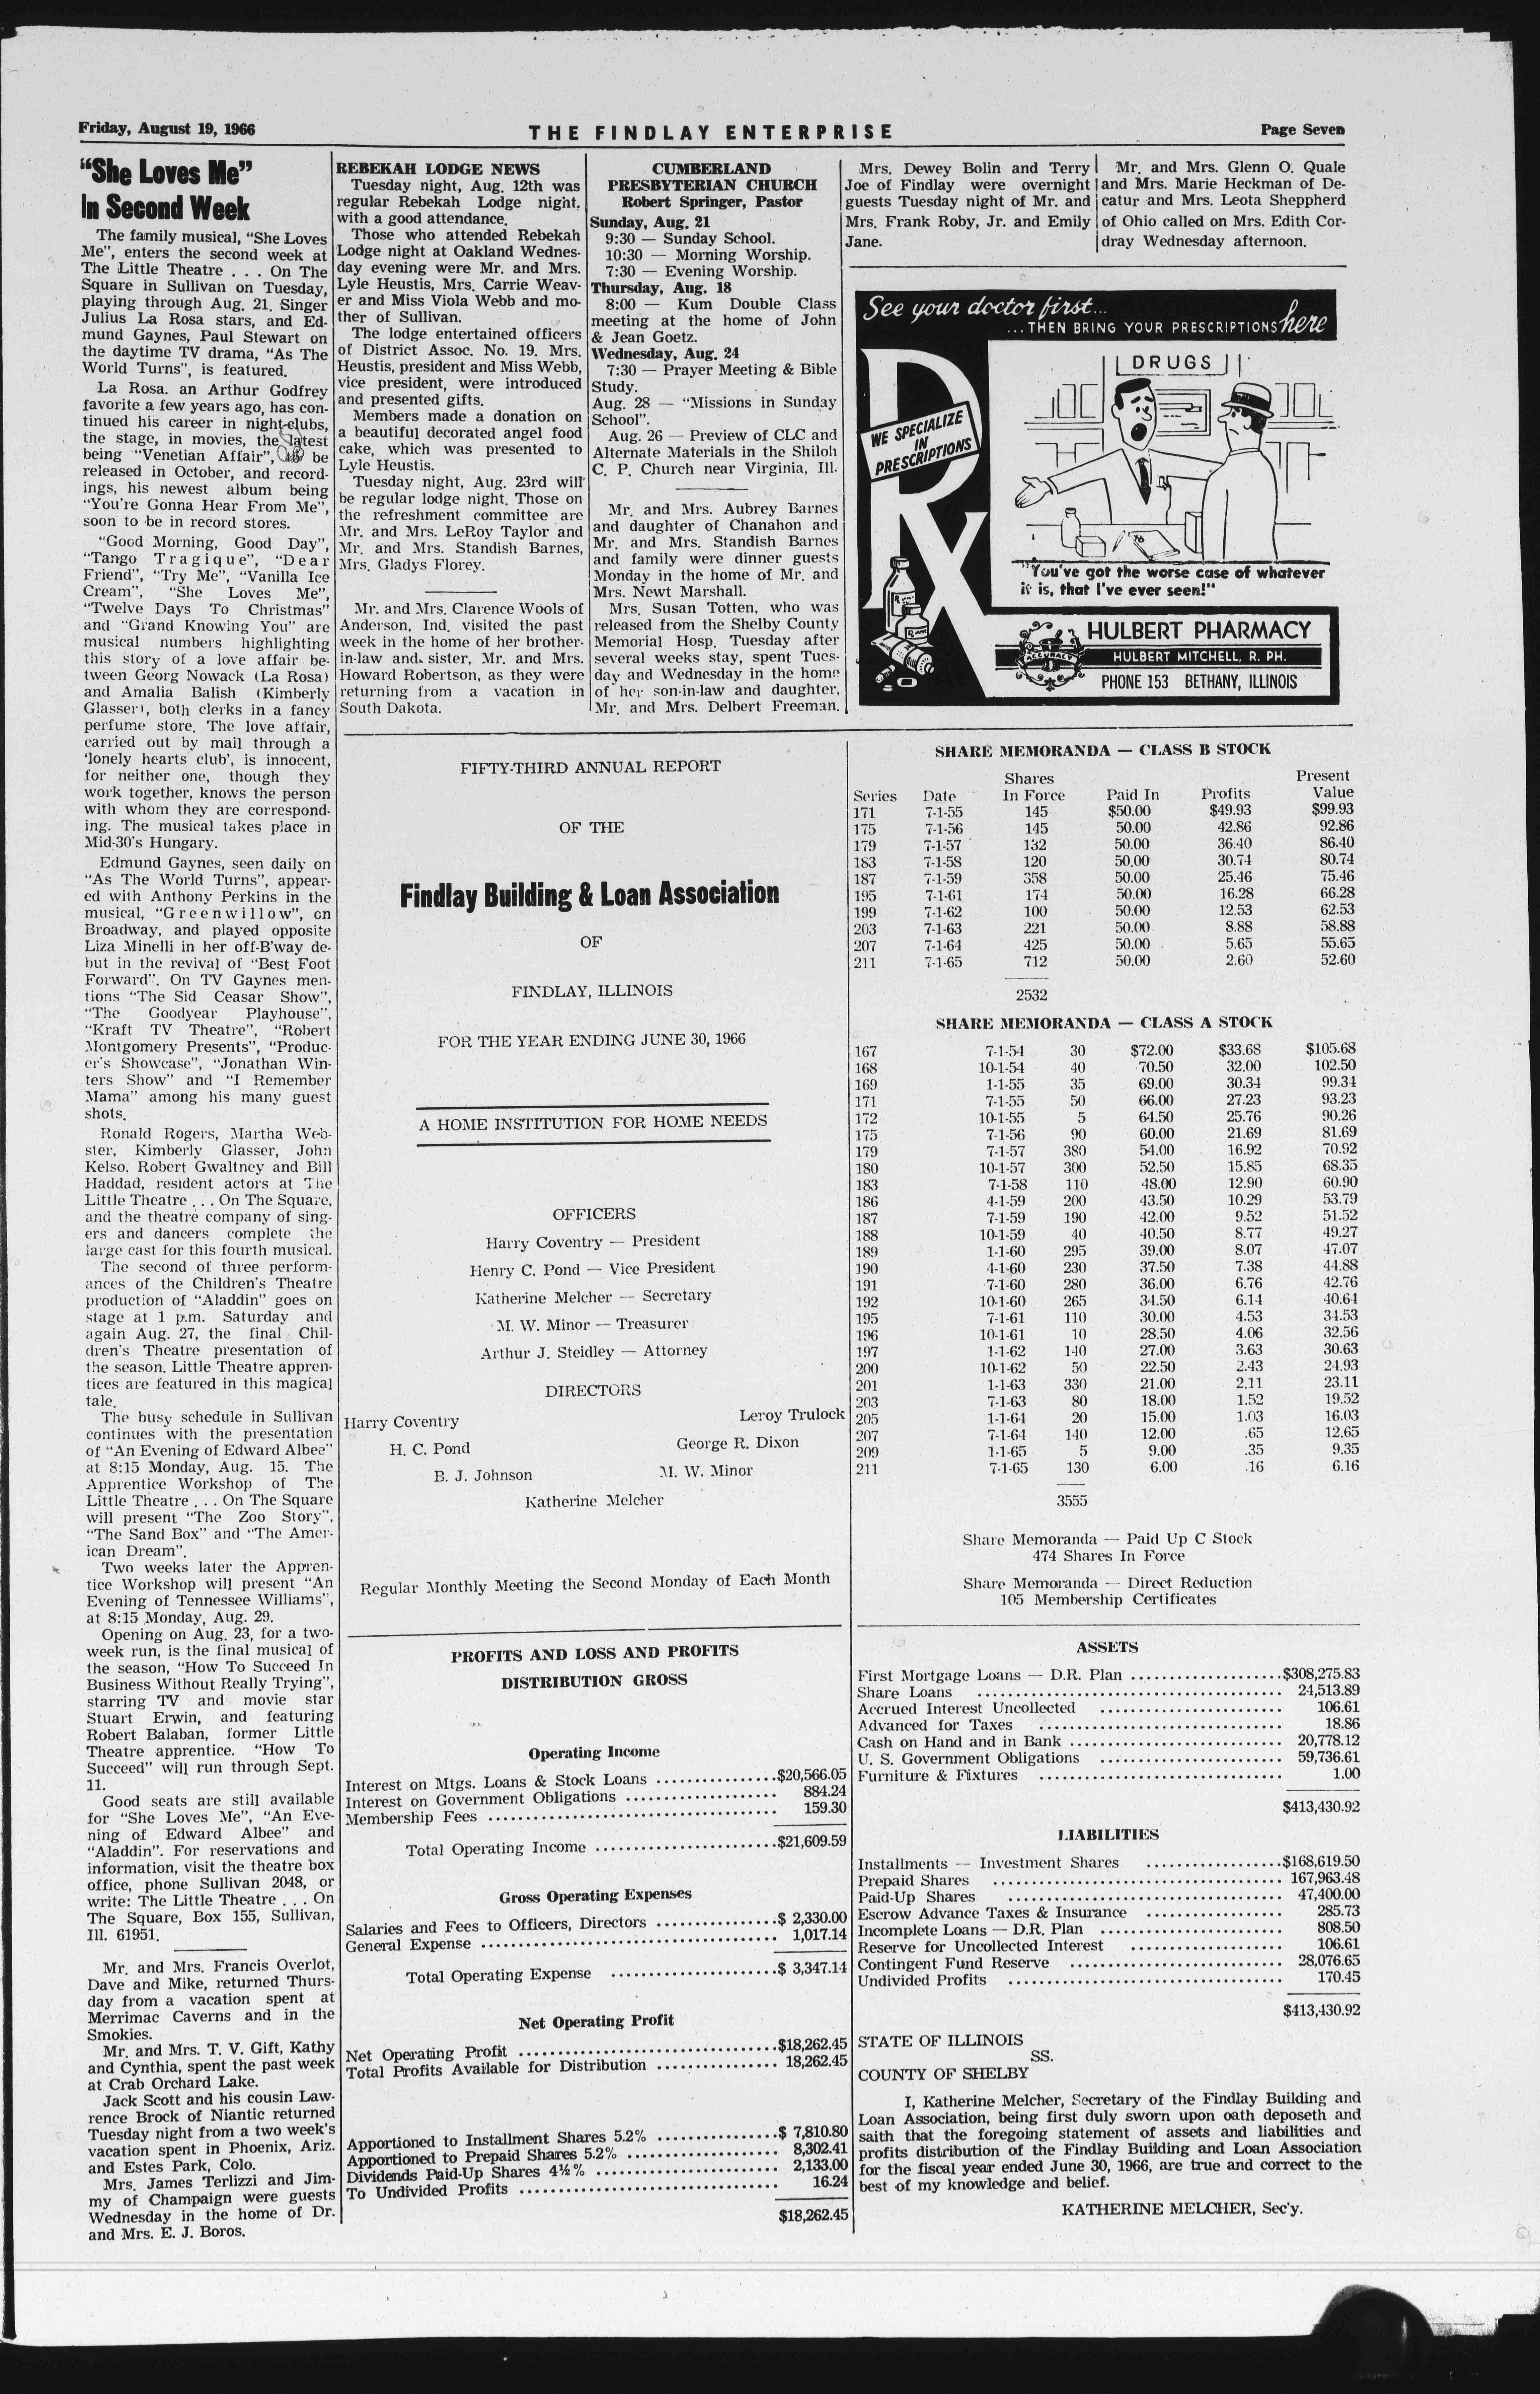 Friday, August 19, 1966
THE FINDLAY ENTERPRISE
Page Seven
"She Loves Me"
In Second Week
The family musical, "She Loves
Me", enters the second week at
The Little Theatre . . . On The
Square in Sullivan on Tuesday,
playing through Aug. 21. Singer
Julius La Rosa stars, and Ed-
mund Gaynes, Paul Stewart on
the daytime TV drama, "As The
World Turns", is featured.
La Rosa. an Arthur Godfrey
favorite a few years ago, has con-
tinued his career in night-clubs,
the stage, in movies, the latest
being "Venetian Affair", be
released in October, and record-
ings, his newest album being
"You're Gonna Hear From Me",
soon to be in record stores.
"Good Morning, Good Day",
"Tango Tragique", "Dear
Friend", "Try Me", "Vanilla Ice
Cream", "She Loves Me",
"Twelve Days To Christmas"
and "Grand Knowing You" are
musical numbers highlighting
this story of a love affair be-
tween Georg Nowack (La Rosa)
and Amalia Balish (Kimberly
Glasser), both clerks in a fancy
perfume store. The love affair,
carried out by mail through a
'lonely hearts club', is innocent,
for neither one, though they
work together, knows the person
with whom they are correspond-
ing. The musical takes place in
Mid-30's Hungary.
Edmund Gaynes, seen daily on
"As The World Turns", appear-
ed with Anthony Perkins in the
musical, "Greenwillow", on
Broadway, and played opposite
Liza Minelli in her off-B'way de-
but in the revival of "Best Foot
Forward". On TV Gaynes men-
tions "The Sid Ceasar Show",
"The Goodyear Playhouse",
"Kraft TV Theatre", "Robert
Montgomery Presents", "Produc-
er's Showcase", "Jonathan Win-
ters Show" and "I Remember
Mama" among his many guest
shots.
Ronald Rogers, Martha Web-
ster, Kimberly Glasser, John
Kelso, Robert Gwaltney and Bill
Haddad, resident actors at The
Little Theatre . . . On The Square,
and the theatre company of sing-
ers and dancers complete the
large cast for this fourth musical.
The second of three perform-
ances of the Children's Theatre
production of "Aladdin" goes on
stage at 1 p.m. Saturday and
again Aug. 27, the final Chil-
dren's Theatre presentation of
the season. Little Theatre appren-
tices are featured in this magical
tale.
The busy schedule in Sullivan
continues with the presentation
of "An Evening of Edward Albee"
at 8:15 Monday, Aug. 15. The
Apprentice Workshop of The
Little Theatre . . . On The Square
will present "The Zoo Story",
"The Sand Box" and "The Amer-
ican Dream".
Two weeks later the Appren-
tice Workshop will present "An
Evening of Tennessee Williams",
at 8:15 Monday, Aug. 29.
Opening on Aug. 23, for a two-
week run, is the final musical of
the season, "How To Succeed In
Business Without Really Trying",
starring TV and movie star
Stuart Erwin, and featuring
Robert Balaban, former Little
Theatre apprentice. "How To
Succeed" will run through Sept.
11.
Good seats are still available
for "She Loves Me", "An Eve-
ning of Edward Albee" and
"Aladdin". For reservations and
information, visit the theatre box
office, phone Sullivan 2048, or
write: The Little Theatre . . . On
The Square, Box 155, Sullivan,
Ill. 61951.
Mr. and Mrs. Francis Overlot,
Dave and Mike, returned Thurs-
day from a vacation spent at
Merrimac Caverns and in the
Smokies.
Mr. and Mrs. T. V. Gift, Kathy
and Cynthia, spent the past week
at Crab Orchard Lake.
Jack Scott and his cousin Law-
rence Brock of Niantic returned
Tuesday night from a two week's
vacation spent in Phoenix, Ariz.
and Estes Park, Colo.
Mrs. James Terlizzi and Jim-
my of Champaign were guests
Wednesday in the home of Dr.
and Mrs. E. J. Boros.
REBEKAH LODGE NEWS
Tuesday night, Aug. 12th was
regular Rebekah Lodge night,
with a good attendance.
Those who attended Rebekah
Lodge night at Oakland Wednes-
day evening were Mr. and Mrs.
Lyle Heustis, Mrs. Carrie Weav-
er and Miss Viola Webb and mo-
ther of Sullivan.
The lodge entertained officers
of District Assoc. No. 19. Mrs.
Heustis, president and Miss Webb,
vice president, were introduced
and presented gifts.
Members made a donation on
a beautiful decorated angel food
cake, which was presented to
Lyle Heustis.
Tuesday night, Aug. 23rd will
be regular lodge night. Those on
the refreshment committee are
Mr. and Mrs. LeRoy Taylor and
Mr. and Mrs. Standish Barnes,
Mrs. Gladys Florey.
Mr. and Mrs. Clarence Wools of
Anderson, Ind. visited the past
week in the home of her brother-
in-law and sister, Mr. and Mrs.
Howard Robertson, as they were
returning from a vacation in
South Dakota.
CUMBERLAND
PRESBYTERIAN CHURCH
Robert Springer, Pastor
Sunday, Aug. 21
9:30 — Sunday School.
10:30 — Morning Worship.
7:30 — Evening Worship.
Thursday, Aug. 18
8:00 — Kum Double Class
meeting at the home of John
& Jean Goetz.
Wednesday, Aug. 24
7:30 — Prayer Meeting & Bible
Study.
Aug. 28 — "Missions in Sunday
School".
Aug. 26 — Preview of CLC and
Alternate Materials in the Shiloh
C. P. Church near Virginia, Ill.
Mr. and Mrs. Aubrey Barnes
and daughter of Chanahon and
Mr. and Mrs. Standish Barnes
and family were dinner guests
Monday in the home of Mr. and
Mrs. Newt Marshall.
Mrs. Susan Totten, who was
released from the Shelby County
Memorial Hosp. Tuesday after
several weeks stay, spent Tues-
day and Wednesday in the home
of her son-in-law and daughter,
Mr. and Mrs. Delbert Freeman.
Mrs. Dewey Bolin and Terry
Joe of Findlay were overnight
guests Tuesday night of Mr. and
Mrs. Frank Roby, Jr. and Emily
Jane.
Mr. and Mrs. Glenn O. Quale
and Mrs. Marie Heckman of De-
catur and Mrs. Leota Sheppherd
of Ohio called on Mrs. Edith Cor-
dray Wednesday afternoon.
See your doctor first...
...THEN BRING YOUR PRESCRIPTIONS here
DRUGS
WE SPECIALIZE
IN
PRESCRIPTIONS
Rx
"You've got the worse case of whatever
it is, that I've ever seen!"
ACCURACY
HULBERT PHARMACY
HULBERT MITCHELL, R. PH.
PHONE 153 BETHANY, ILLINOIS
FIFTY-THIRD ANNUAL REPORT
OF THE
Findlay Building & Loan Association
OF
FINDLAY, ILLINOIS
FOR THE YEAR ENDING JUNE 30, 1966
A HOME INSTITUTION FOR HOME NEEDS
OFFICERS
Harry Coventry — President
Henry C. Pond — Vice President
Katherine Melcher — Secretary
M. W. Minor — Treasurer
Arthur J. Steidley — Attorney
DIRECTORS
Harry Coventry Leroy Trulock
H. C. Pond George R. Dixon
B. J. Johnson M. W. Minor
Katherine Melcher
Regular Monthly Meeting the Second Monday of Each Month
PROFITS AND LOSS AND PROFITS
DISTRIBUTION GROSS
Operating Income
Interest on Mtgs. Loans & Stock Loans ................$20,566.05
Interest on Government Obligations .................... 884.24
Membership Fees ........................................ 159.30
Total Operating Income .........................$21,609.59
Gross Operating Expenses
Salaries and Fees to Officers, Directors ................$ 2,330.00
General Expense ........................................ 1,017.14
Total Operating Expense .......................$ 3,347.14
Net Operating Profit
Net Operating Profit ...................................$18,262.45
Total Profits Available for Distribution ................ 18,262.45
Apportioned to Installment Shares 5.2% .................$ 7,810.80
Apportioned to Prepaid Shares 5.2% ..................... 8,302.41
Dividends Paid-Up Shares 4½% ......................... 2,133.00
To Undivided Profits ................................... 16.24
$18,262.45
SHARE MEMORANDA — CLASS B STOCK
Shares Present
Series Date In Force Paid In Profits Value
171 7-1-55 145 $50.00 $49.93 $99.93
175 7-1-56 145 50.00 42.86 92.86
179 7-1-57 132 50.00 36.40 86.40
183 7-1-58 120 50.00 30.74 80.74
187 7-1-59 358 50.00 25.46 75.46
195 7-1-61 174 50.00 16.28 66.28
199 7-1-62 100 50.00 12.53 62.53
203 7-1-63 221 50.00 8.88 58.88
207 7-1-64 425 50.00 5.65 55.65
211 7-1-65 712 50.00 2.60 52.60
2532
SHARE MEMORANDA — CLASS A STOCK
167 7-1-54 30 $72.00 $33.68 $105.68
168 10-1-54 40 70.50 32.00 102.50
169 1-1-55 35 69.00 30.34 99.34
171 7-1-55 50 66.00 27.23 93.23
172 10-1-55 5 64.50 25.76 90.26
175 7-1-56 90 60.00 21.69 81.69
179 7-1-57 380 54.00 16.92 70.92
180 10-1-57 300 52.50 15.85 68.35
183 7-1-58 110 48.00 12.90 60.90
186 4-1-59 200 43.50 10.29 53.79
187 7-1-59 190 42.00 9.52 51.52
188 10-1-59 40 40.50 8.77 49.27
189 1-1-60 295 39.00 8.07 47.07
190 4-1-60 230 37.50 7.38 44.88
191 7-1-60 280 36.00 6.76 42.76
192 10-1-60 265 34.50 6.14 40.64
195 7-1-61 110 30.00 4.53 34.53
196 10-1-61 10 28.50 4.06 32.56
197 1-1-62 140 27.00 3.63 30.63
200 10-1-62 50 22.50 2.43 24.93
201 1-1-63 330 21.00 2.11 23.11
203 7-1-63 80 18.00 1.52 19.52
205 1-1-64 20 15.00 1.03 16.03
207 7-1-64 140 12.00 .65 12.65
209 1-1-65 5 9.00 .35 9.35
211 7-1-65 130 6.00 .16 6.16
3555
Share Memoranda — Paid Up C Stock
474 Shares In Force
Share Memoranda — Direct Reduction
105 Membership Certificates
ASSETS
First Mortgage Loans — D.R. Plan ....................$308,275.83
Share Loans ........................................ 24,513.89
Accrued Interest Uncollected ........................ 106.61
Advanced for Taxes ................................ 18.86
Cash on Hand and in Bank ............................ 20,778.12
U. S. Government Obligations ........................ 59,736.61
Furniture & Fixtures ................................ 1.00
$413,430.92
LIABILITIES
Installments — Investment Shares ..................$168,619.50
Prepaid Shares ...................................... 167,963.48
Paid-Up Shares .................................... 47,400.00
Escrow Advance Taxes & Insurance .................. 285.73
Incomplete Loans — D.R. Plan ........................ 808.50
Reserve for Uncollected Interest .................... 106.61
Contingent Fund Reserve ............................ 28,076.65
Undivided Profits .................................... 170.45
$413,430.92
STATE OF ILLINOIS
SS.
COUNTY OF SHELBY
I, Katherine Melcher, Secretary of the Findlay Building and
Loan Association, being first duly sworn upon oath deposeth and
saith that the foregoing statement of assets and liabilities and
profits distribution of the Findlay Building and Loan Association
for the fiscal year ended June 30, 1966, are true and correct to the
best of my knowledge and belief.
KATHERINE MELCHER, Sec'y.